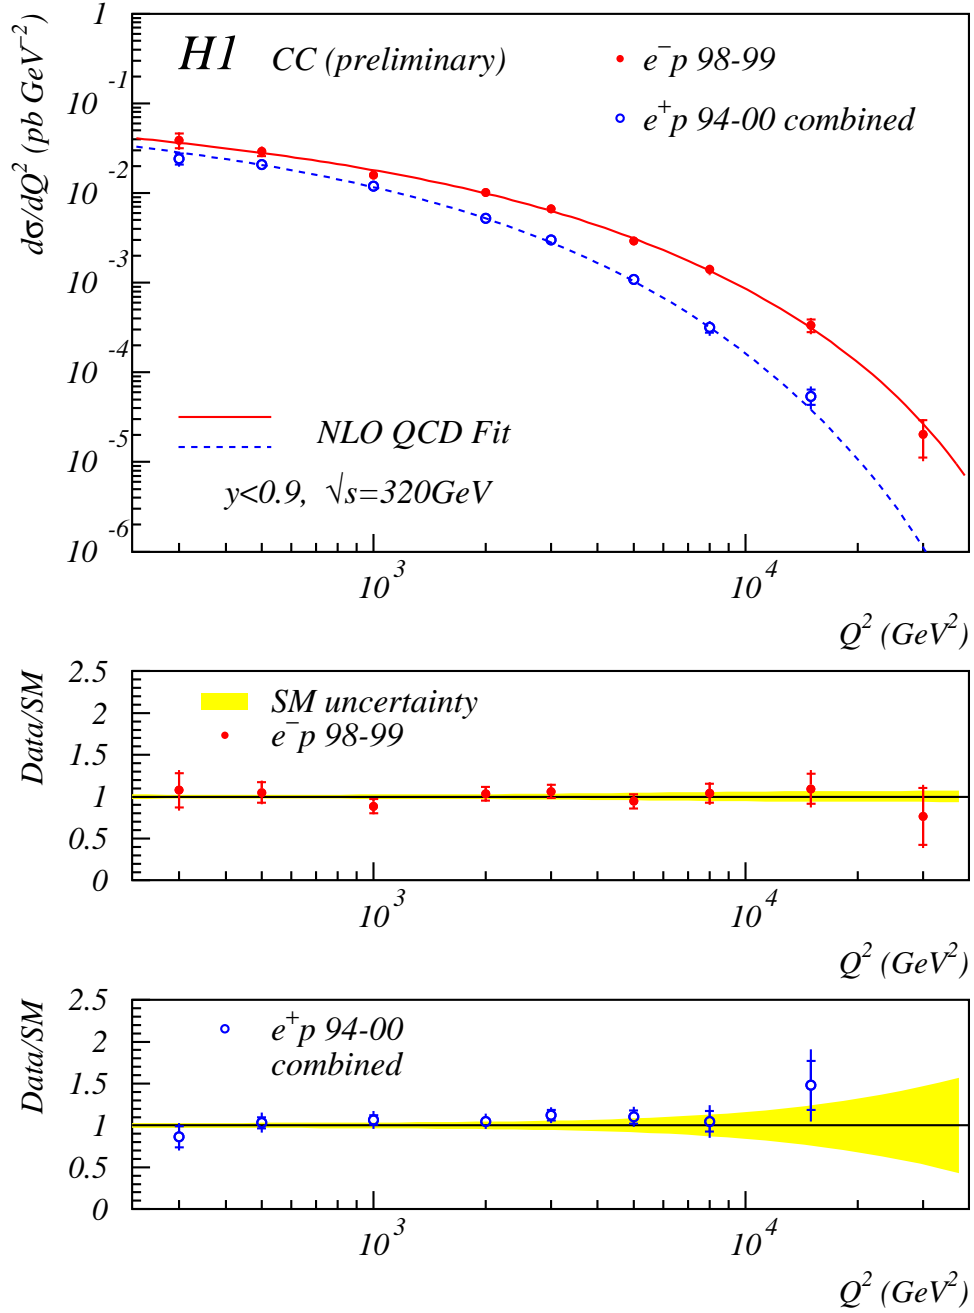 H1 CC (preliminary)
e⁻p 98-99
e⁺p 94-00 combined
dσ/dQ² (pb GeV⁻²)
1
10⁻¹
10⁻²
10⁻³
10⁻⁴
10⁻⁵
10⁻⁶
NLO QCD Fit
y<0.9, √s=320GeV
10³ 10⁴
Q² (GeV²)
Data/SM
2.5
2
1.5
1
0.5
0
SM uncertainty
e⁻p 98-99
10³ 10⁴
Q² (GeV²)
Data/SM
2.5
2
1.5
1
0.5
0
e⁺p 94-00
combined
10³ 10⁴
Q² (GeV²)